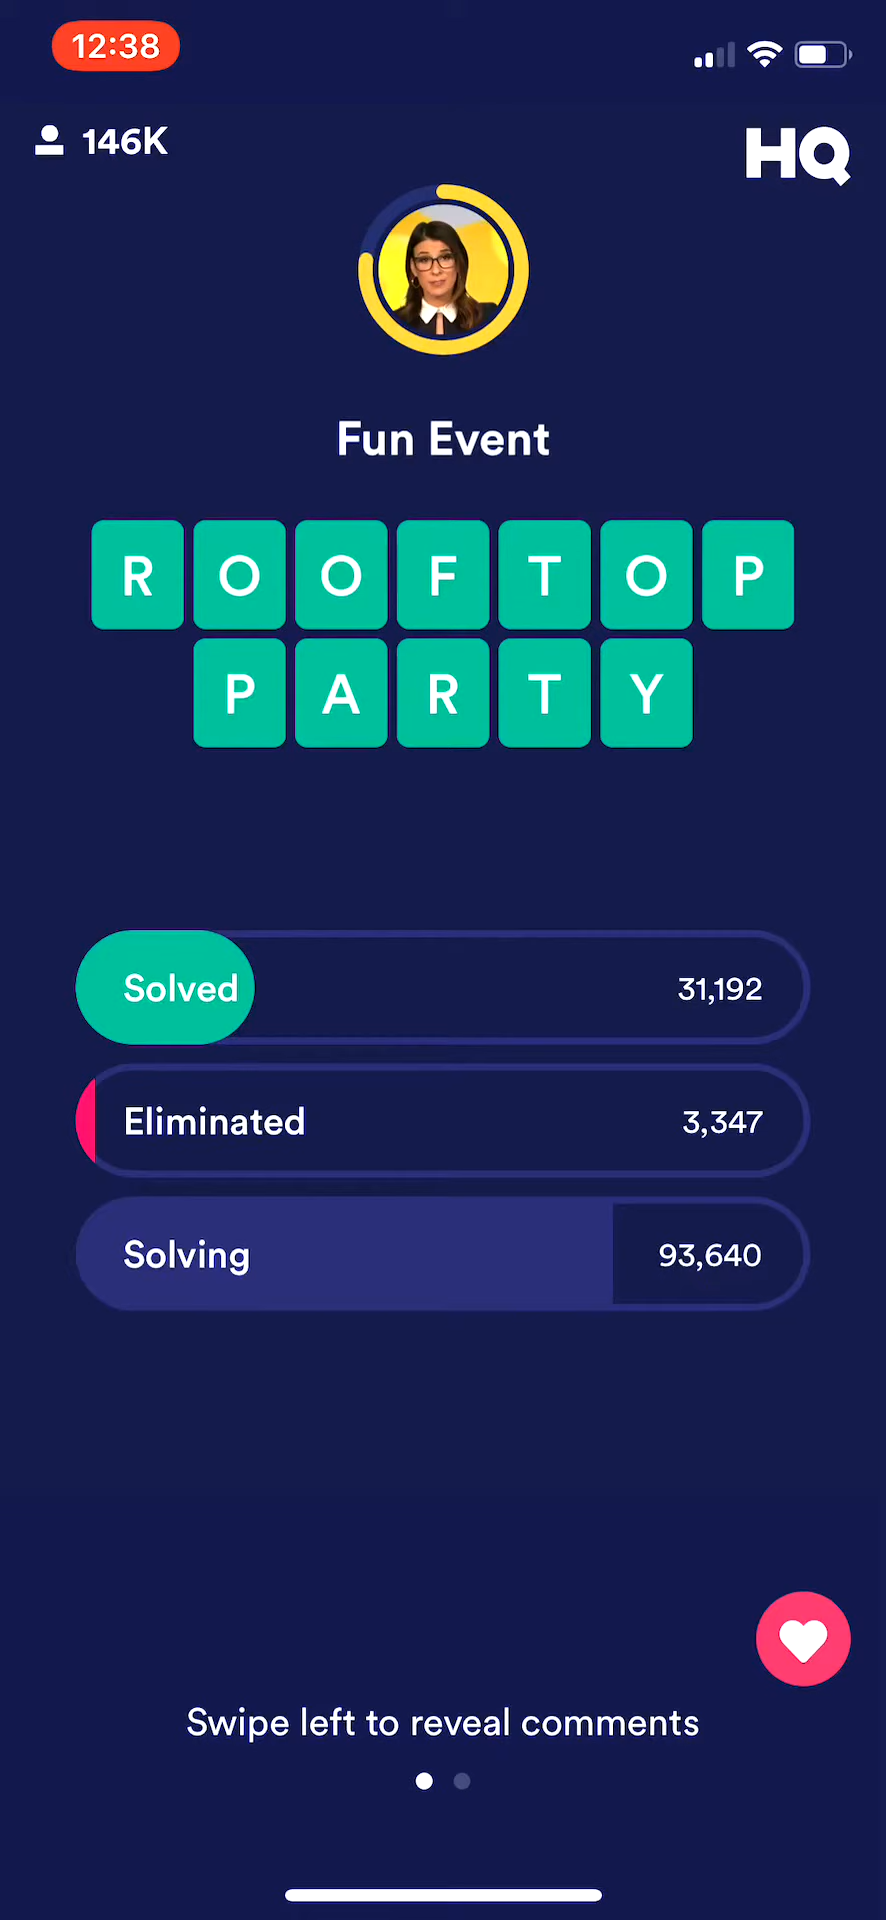 12:38
146K
HQ
Fun Event
ROOFTOP
PARTY
Solved 31,192
Eliminated 3,347
Solving 93,640
Swipe left to reveal comments